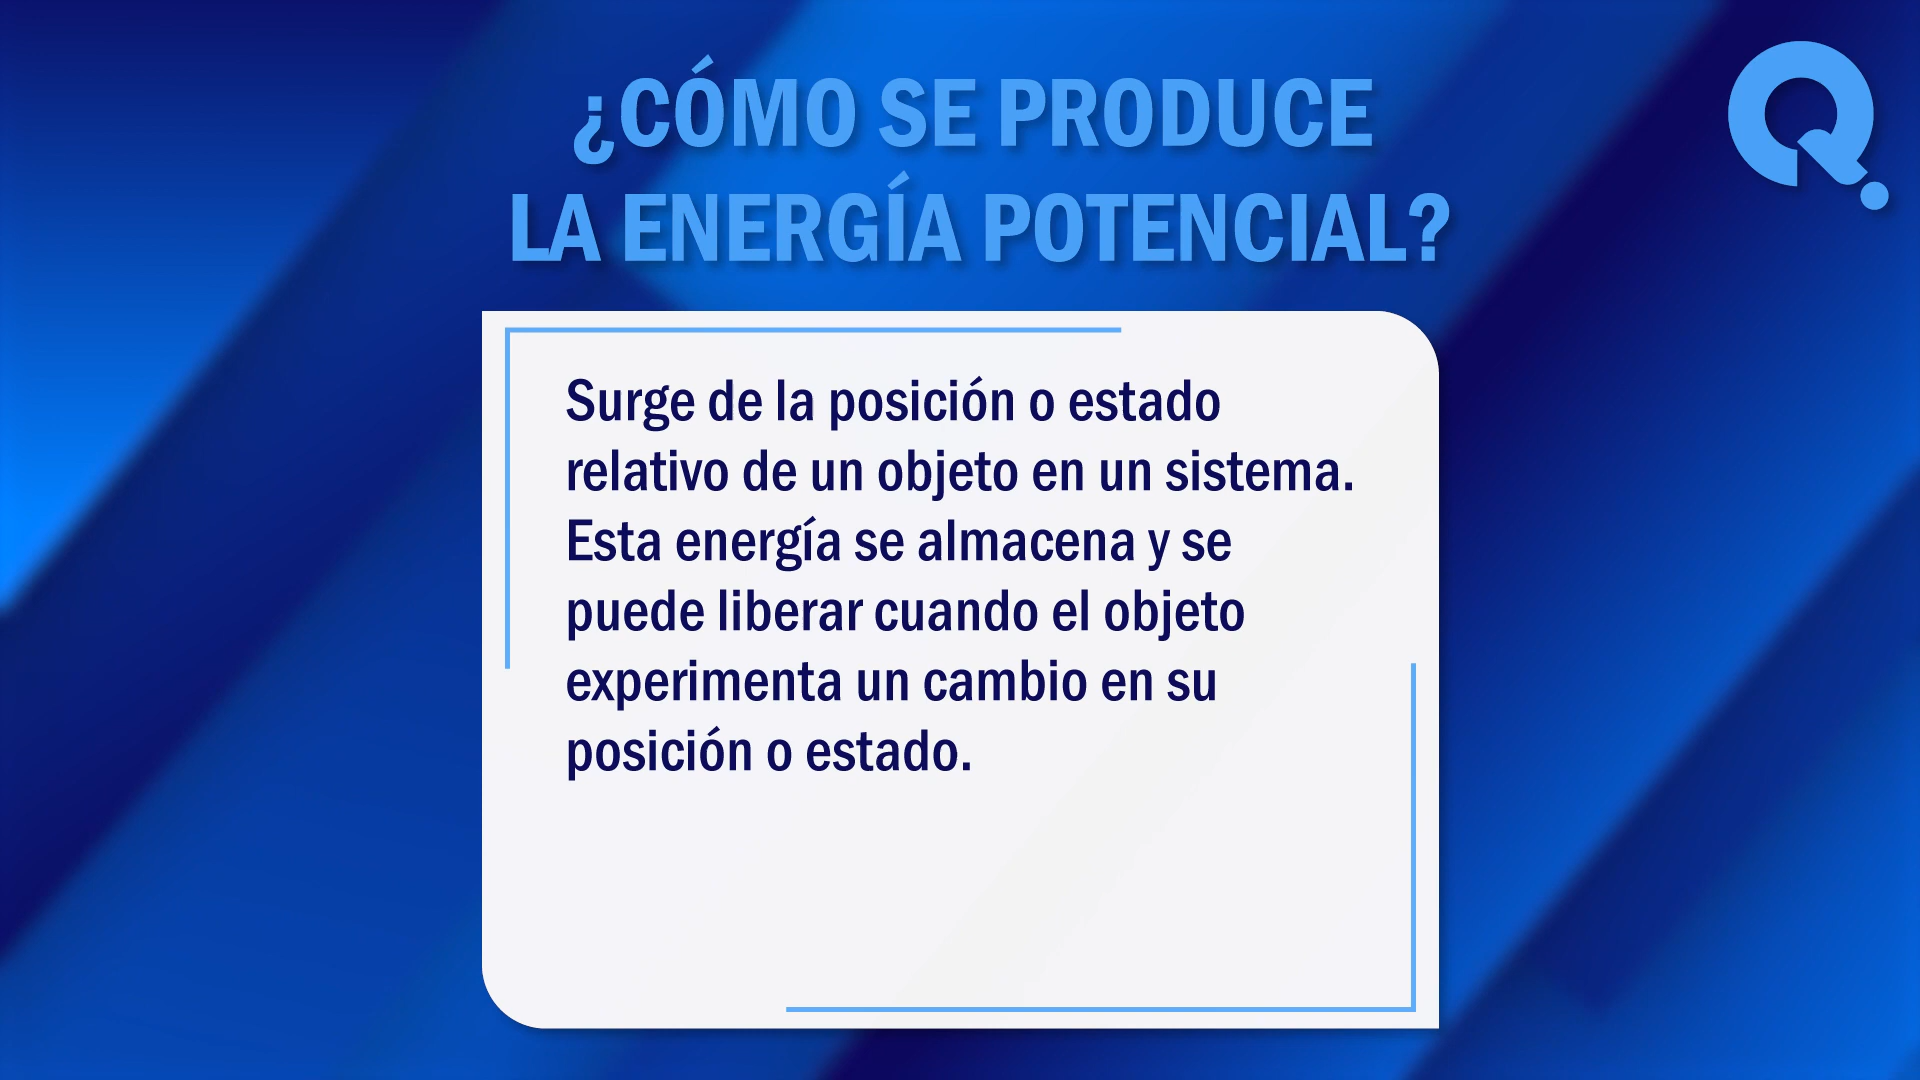 ¿CÓMO SE PRODUCE
LA ENERGÍA POTENCIAL?
Surge de la posición o estado
relativo de un objeto en un sistema.
Esta energía se almacena y se
puede liberar cuando el objeto
experimenta un cambio en su
posición o estado.
Q.